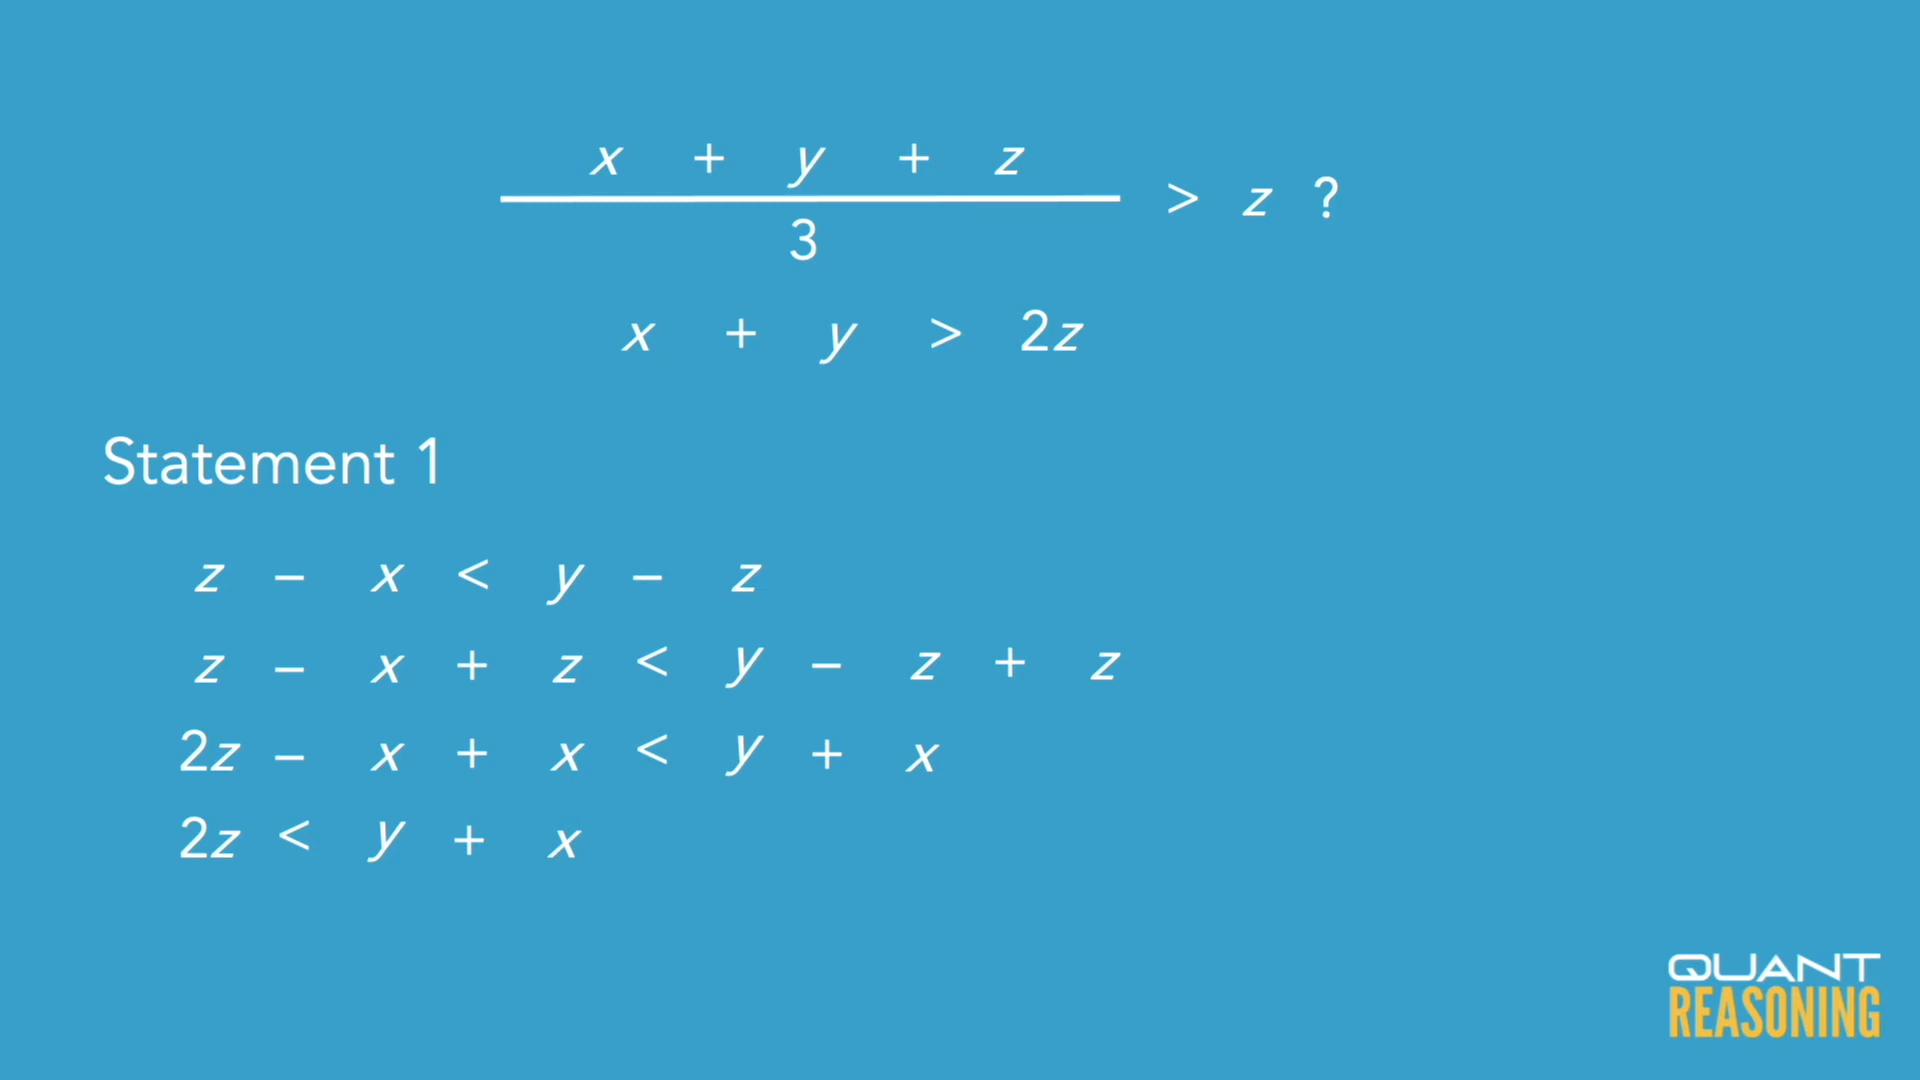 x + y + z
> z ?
3
x + y > 2z
Statement 1
z – x < y – z
z – x + z < y – z + z
2z – x + x < y + x
2z < y + x
QUANT
REASONING